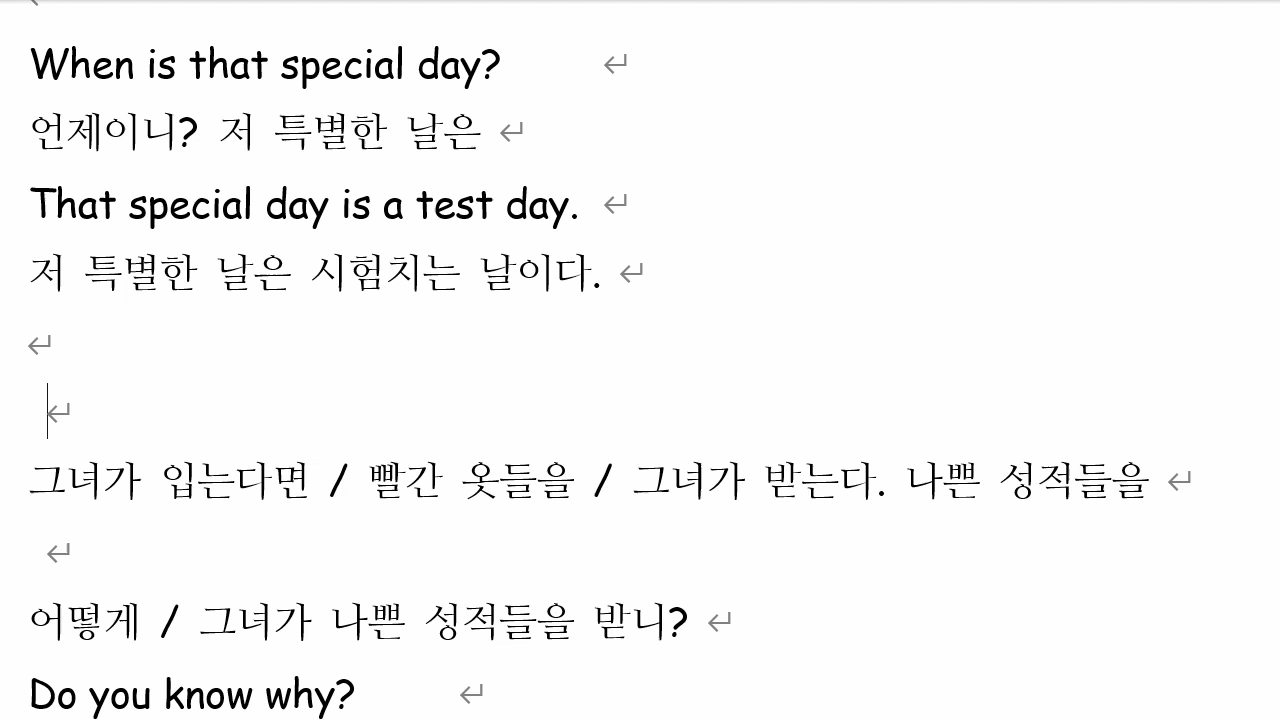 When is that special day?
언제이니? 저 특별한 날은
That special day is a test day.
저 특별한 날은 시험치는 날이다.
그녀가 입는다면 / 빨간 옷들을 / 그녀가 받는다. 나쁜 성적들을
어떻게 / 그녀가 나쁜 성적들을 받니?
Do you know why?